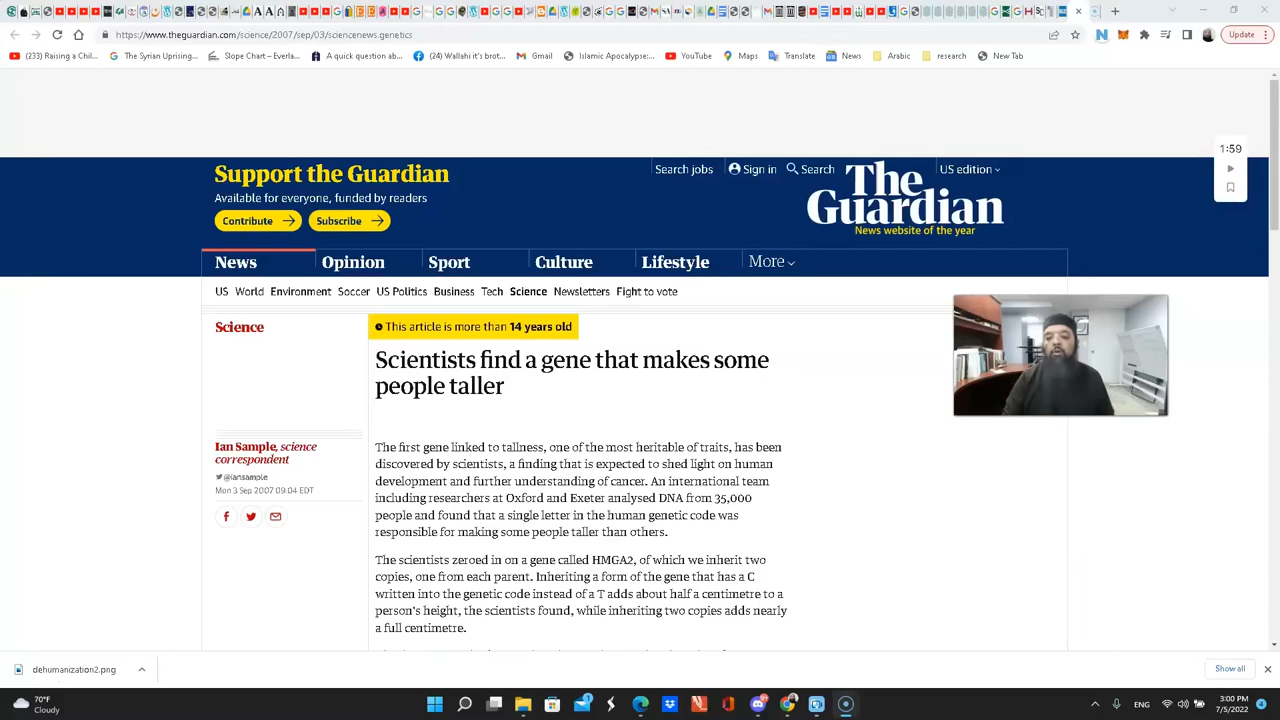 https://www.theguardian.com/science/2007/sep/03/sciencenews.genetics
Update
(233) Raising a Chil...
The Syrian Uprising...
Slope Chart – Everla...
A quick question ab...
(24) Wallahi it's brot...
Gmail
Islamic Apocalypse:...
YouTube
Maps
Translate
News
Arabic
research
New Tab
1:59
Support the Guardian
Available for everyone, funded by readers
Contribute
Subscribe
Search jobs
Sign in
Search
US edition
The
Guardian
News website of the year
News
Opinion
Sport
Culture
Lifestyle
More
US World Environment Soccer US Politics Business Tech Science Newsletters Fight to vote
Science
This article is more than 14 years old
Scientists find a gene that makes some
people taller
Ian Sample, science
correspondent
@iansample
Mon 3 Sep 2007 09.04 EDT
The first gene linked to tallness, one of the most heritable of traits, has been
discovered by scientists, a finding that is expected to shed light on human
development and further understanding of cancer. An international team
including researchers at Oxford and Exeter analysed DNA from 35,000
people and found that a single letter in the human genetic code was
responsible for making some people taller than others.
The scientists zeroed in on a gene called HMGA2, of which we inherit two
copies, one from each parent. Inheriting a form of the gene that has a C
written into the genetic code instead of a T adds about half a centimetre to a
person's height, the scientists found, while inheriting two copies adds nearly
a full centimetre.
dehumanization2.png
Show all
70°F
Cloudy
ENG
3:00 PM
7/5/2022